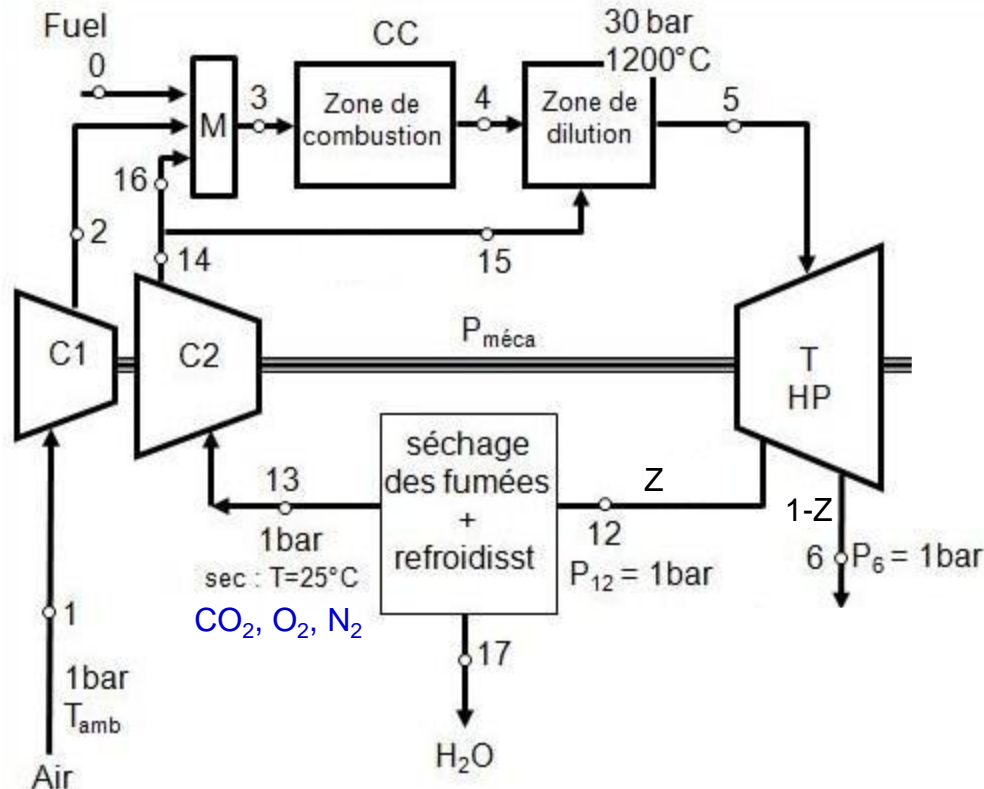 Fuel
0
CC
30 bar
1200°C
M
3
Zone de
combustion
4
Zone de
dilution
5
16
2
14
15
C1
C2
P méca
T
HP
séchage
des fumées
+
refroidisst
13
1bar
sec : T=25°C
CO2, O2, N2
Z
12
P12 = 1bar
1-Z
6
P6 = 1bar
1
1bar
Tamb
Air
17
H2O